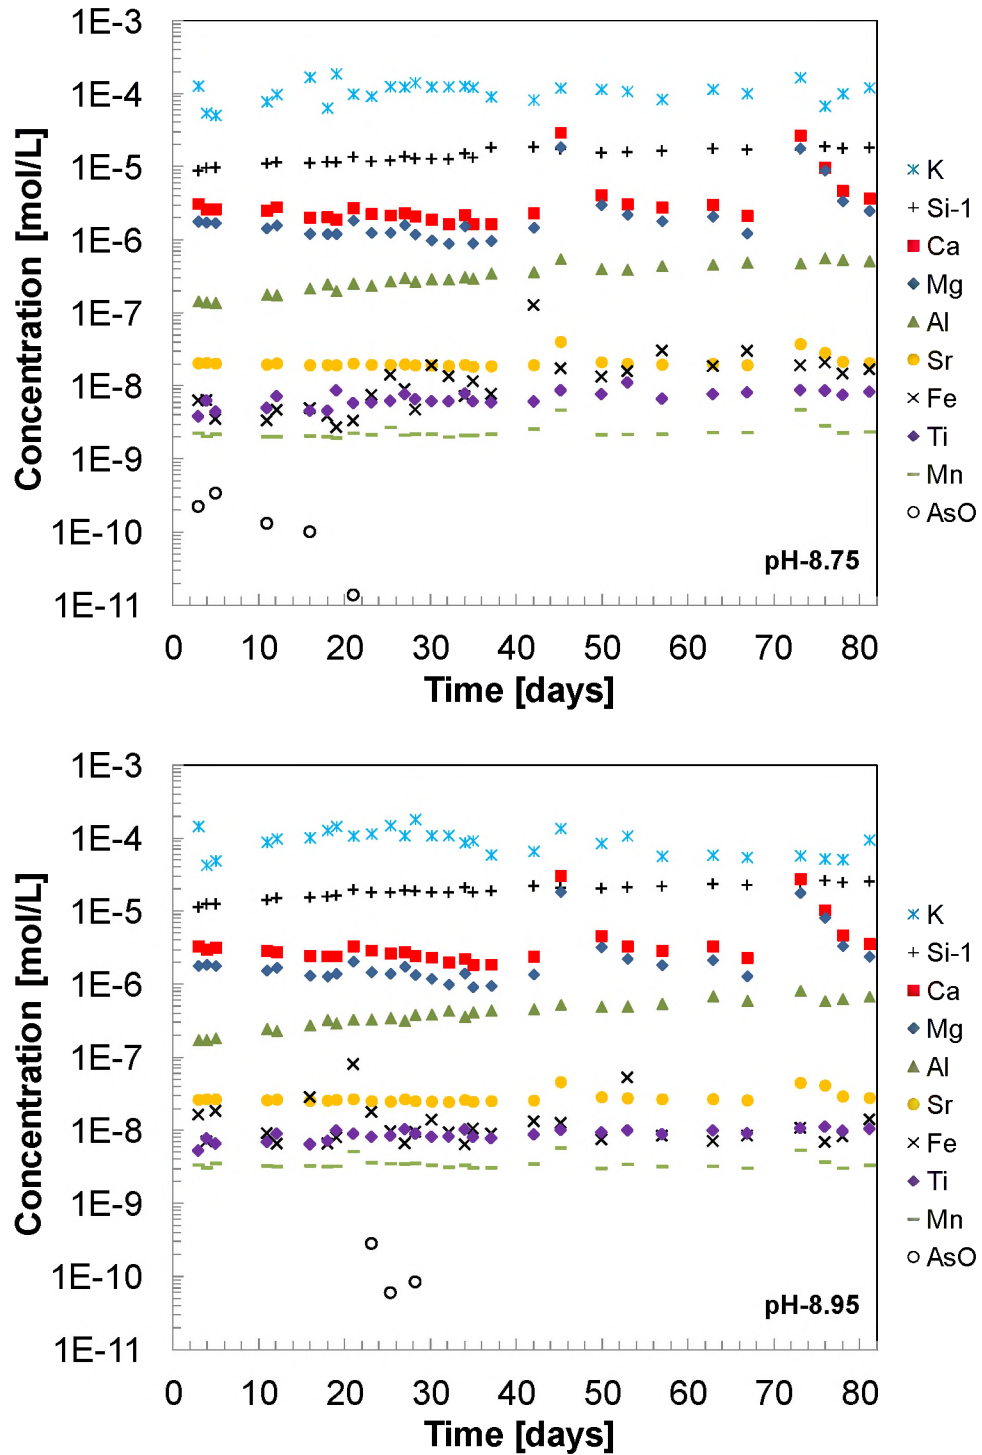 1E-3
1E-4
1E-5
1E-6
1E-7
1E-8
1E-9
1E-10
1E-11
Concentration [mol/L]
K
Si-1
Ca
Mg
Al
Sr
Fe
Ti
Mn
AsO
pH-8.75
0 10 20 30 40 50 60 70 80
Time [days]
1E-3
1E-4
1E-5
1E-6
1E-7
1E-8
1E-9
1E-10
1E-11
Concentration [mol/L]
K
Si-1
Ca
Mg
Al
Sr
Fe
Ti
Mn
AsO
pH-8.95
0 10 20 30 40 50 60 70 80
Time [days]